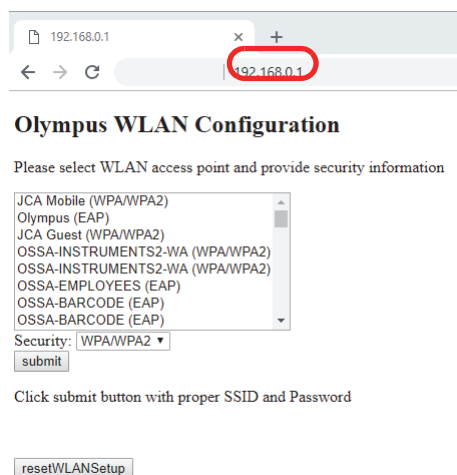 192.168.0.1
192.168.0.1
Olympus WLAN Configuration
Please select WLAN access point and provide security information
JCA Mobile (WPA/WPA2)
Olympus (EAP)
JCA Guest (WPA/WPA2)
OSSA-INSTRUMENTS2-WA (WPA/WPA2)
OSSA-INSTRUMENTS2-WA (WPA/WPA2)
OSSA-EMPLOYEES (EAP)
OSSA-BARCODE (EAP)
OSSA-BARCODE (EAP)
Security: WPA/WPA2
submit
Click submit button with proper SSID and Password
resetWLANSetup